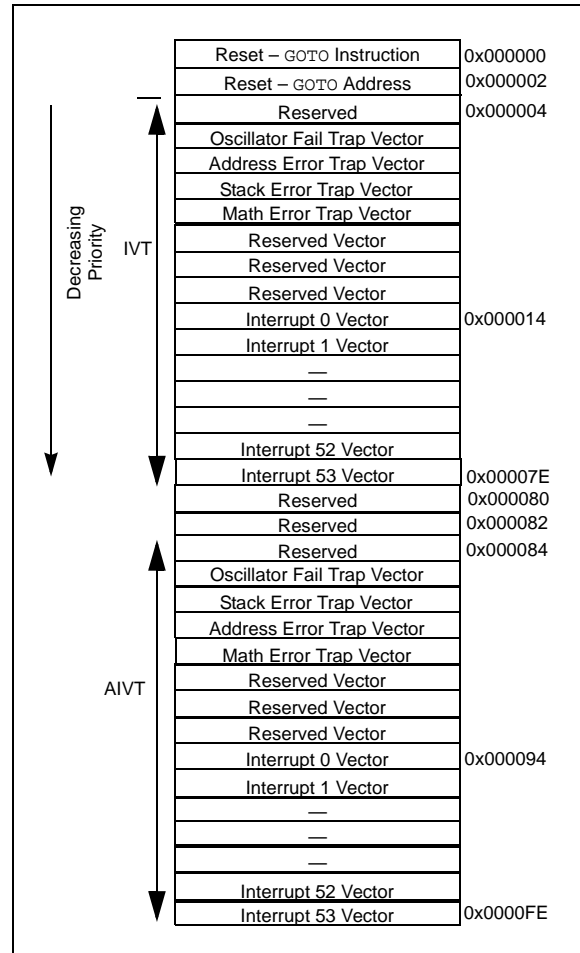 Reset – GOTO Instruction 0x000000
Reset – GOTO Address 0x000002
Reserved 0x000004
Oscillator Fail Trap Vector
Address Error Trap Vector
Stack Error Trap Vector
Math Error Trap Vector
Reserved Vector
Reserved Vector
Reserved Vector
Interrupt 0 Vector 0x000014
Interrupt 1 Vector
—
—
—
Interrupt 52 Vector
Interrupt 53 Vector 0x00007E
Decreasing
Priority
IVT
Reserved 0x000080
Reserved 0x000082
Reserved 0x000084
Oscillator Fail Trap Vector
Stack Error Trap Vector
Address Error Trap Vector
Math Error Trap Vector
Reserved Vector
Reserved Vector
Reserved Vector
Interrupt 0 Vector 0x000094
Interrupt 1 Vector
—
—
—
Interrupt 52 Vector
Interrupt 53 Vector 0x0000FE
AIVT